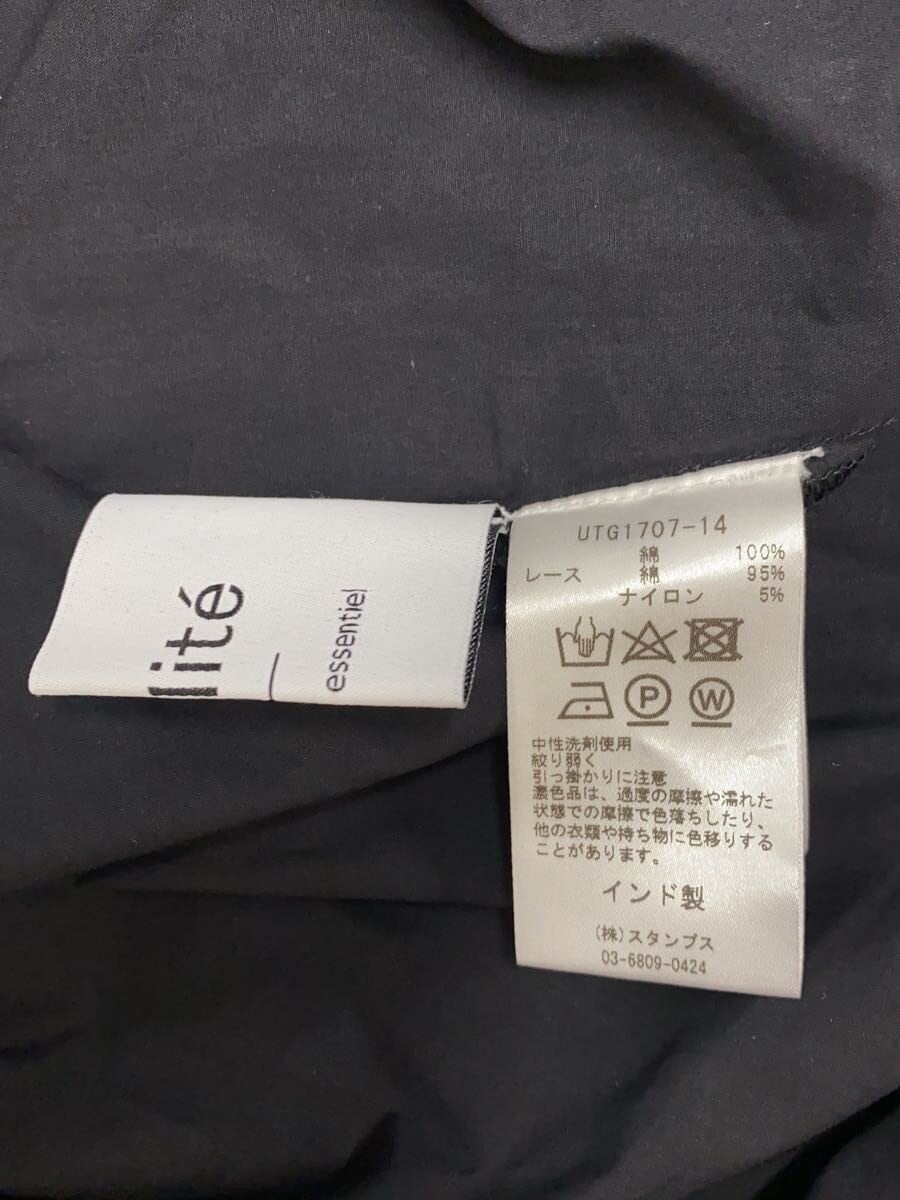 lité
essentiel
UTG1707-14
綿 100%
レース 綿 95%
ナイロン 5%
P W
中性洗剤使用
絞り弱く
引っ掛かりに注意
濃色品は、過度の摩擦や濡れた
状態での摩擦で色落ちしたり、
他の衣類や持ち物に色移りする
ことがあります。
インド製
(株)スタンプス
03-6809-0424